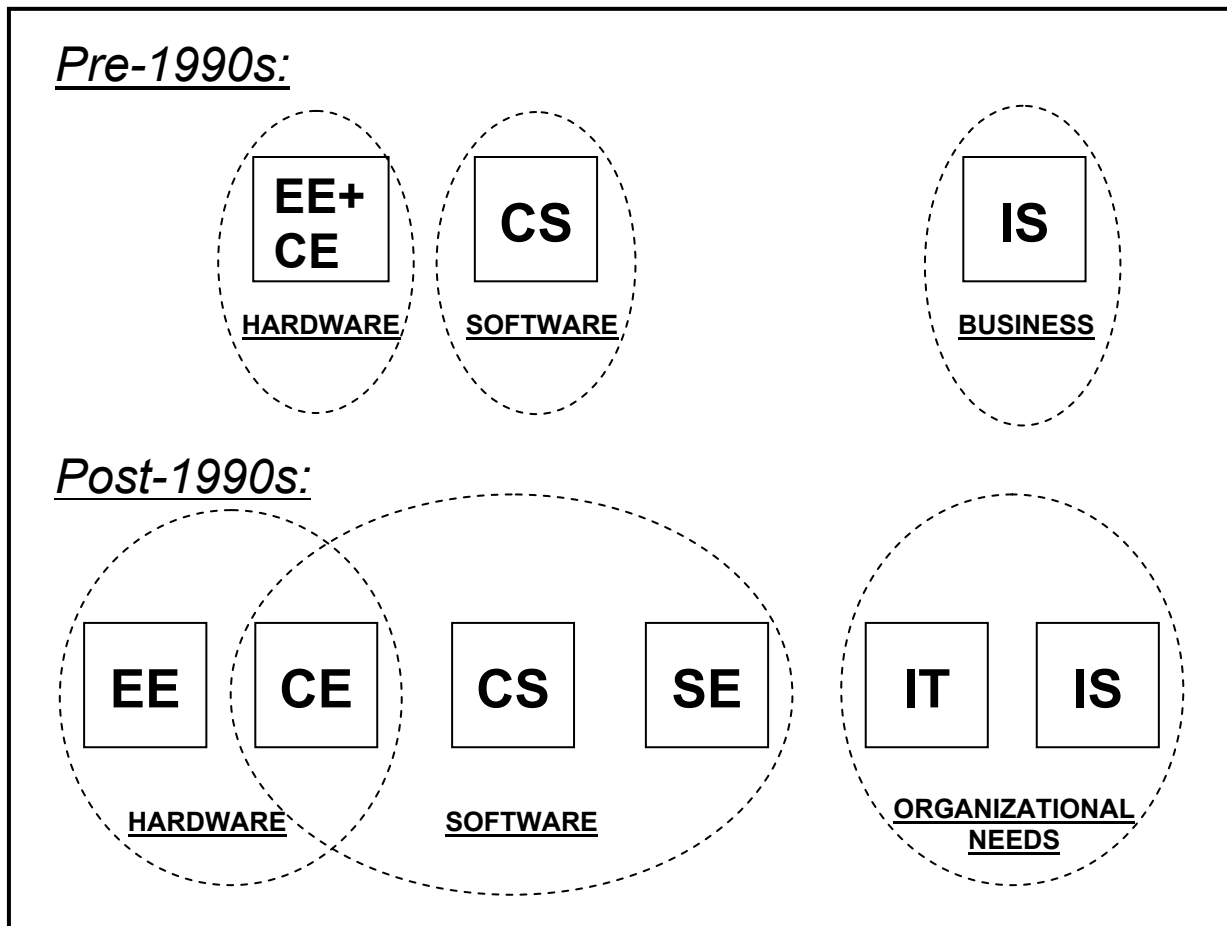 Pre-1990s:
EE+
CE
CS
IS
HARDWARE
SOFTWARE
BUSINESS
Post-1990s:
EE
CE
CS
SE
IT
IS
HARDWARE
SOFTWARE
ORGANIZATIONAL
NEEDS